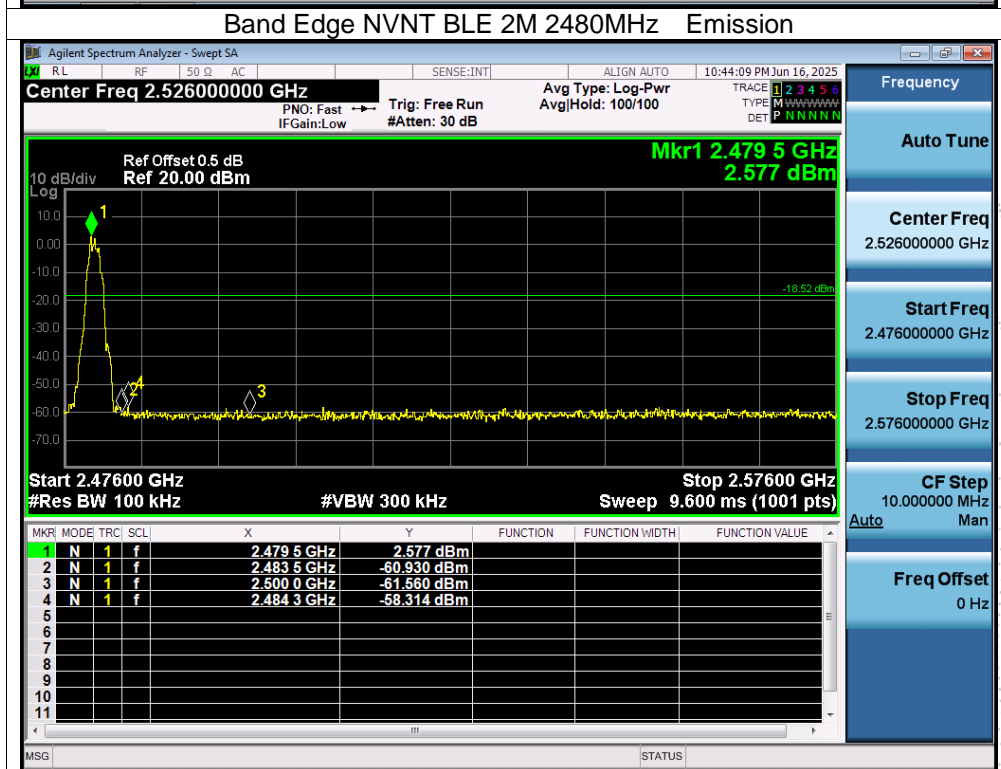 Band Edge NVNT BLE 2M 2480MHz Emission
Agilent Spectrum Analyzer - Swept SA
LXI RL RF 50 Ω AC SENSE:INT ALIGN AUTO 10:44:09 PM Jun 16, 2025
Center Freq 2.526000000 GHz
PNO: Fast
IFGain:Low
Trig: Free Run
#Atten: 30 dB
Avg Type: Log-Pwr
Avg|Hold: 100/100
TRACE 1 2 3 4 5 6
TYPE M WWWWW
DET P N N N N N
Ref Offset 0.5 dB
Ref 20.00 dBm
Mkr1 2.479 5 GHz
2.577 dBm
10 dB/div
Log
10.0
0.00
-10.0
-20.0
-30.0
-40.0
-50.0
-60.0
-70.0
1
2
4
3
-18.52 dBm
Start 2.47600 GHz
Stop 2.57600 GHz
#Res BW 100 kHz #VBW 300 kHz Sweep 9.600 ms (1001 pts)
MKR MODE TRC SCL X Y FUNCTION FUNCTION WIDTH FUNCTION VALUE
1 N 1 f 2.479 5 GHz 2.577 dBm
2 N 1 f 2.483 5 GHz -60.930 dBm
3 N 1 f 2.500 0 GHz -61.560 dBm
4 N 1 f 2.484 3 GHz -58.314 dBm
5
6
7
8
9
10
11
MSG STATUS
Frequency
Auto Tune
Center Freq
2.526000000 GHz
Start Freq
2.476000000 GHz
Stop Freq
2.576000000 GHz
CF Step
10.000000 MHz
Auto Man
Freq Offset
0 Hz